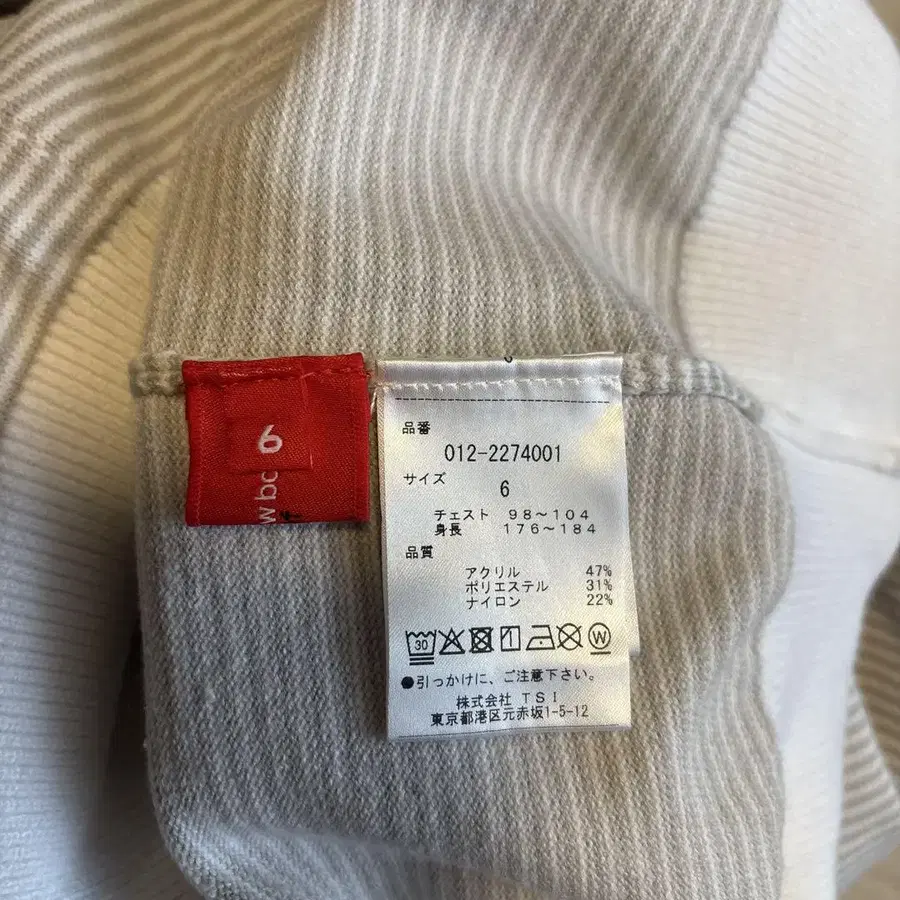 6
w ba
品番
012-2274001
サイズ
6
チェスト 98～104
身長 176～184
品質
アクリル 47%
ポリエステル 31%
ナイロン 22%
30
W
●引っかけに、ご注意下さい。
株式会社 TSI
東京都港区元赤坂1-5-12